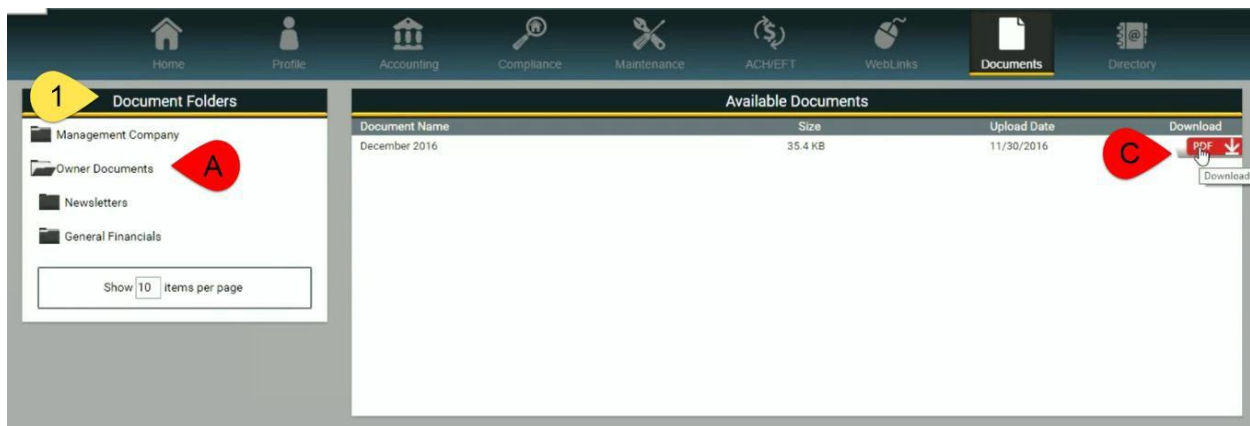 Home Profile Accounting Compliance Maintenance ACH/EFT WebLinks Documents Directory
1 Document Folders
Management Company
Owner Documents A
Newsletters
General Financials
Show 10 items per page
Available Documents
Document Name Size Upload Date Download
December 2016 35.4 KB 11/30/2016 C PDF
Download